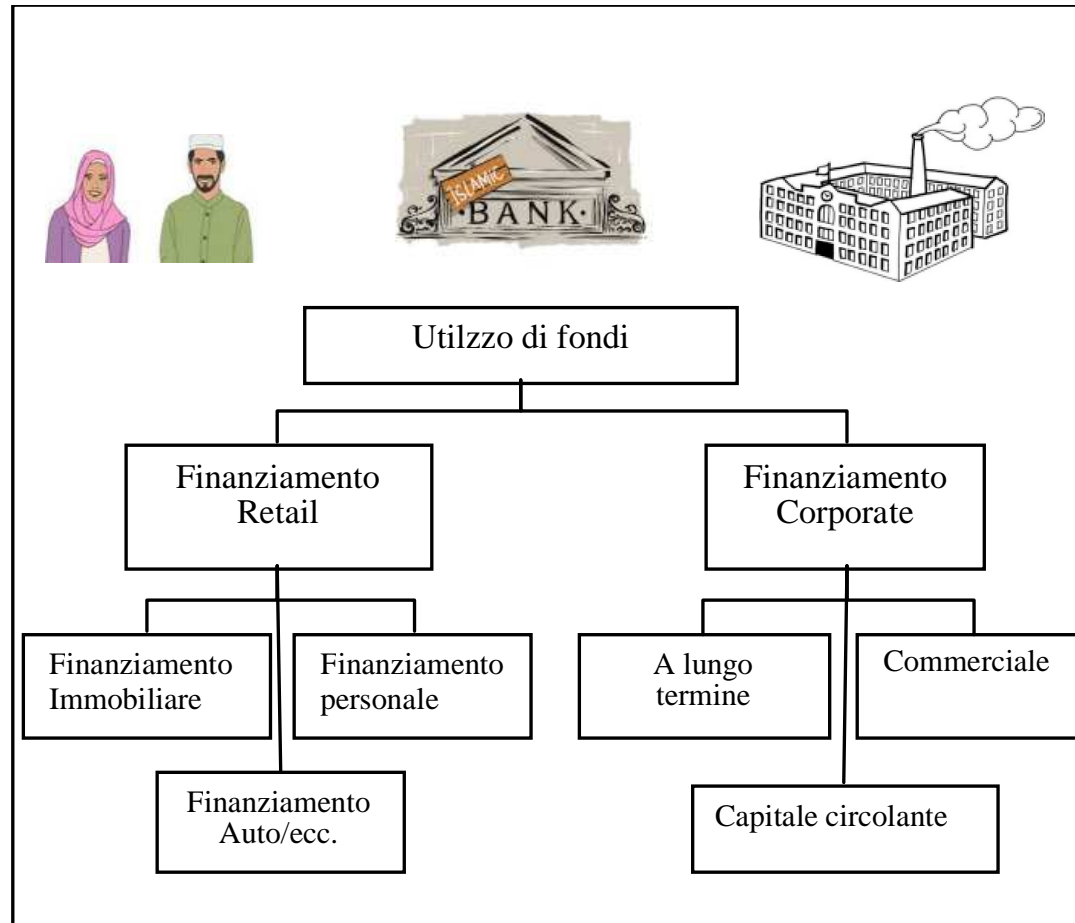 ISLAMIC
·BANK·
Utilzzo di fondi
Finanziamento
Retail
Finanziamento
Corporate
Finanziamento
Immobiliare
Finanziamento
personale
A lungo
termine
Commerciale
Finanziamento
Auto/ecc.
Capitale circolante